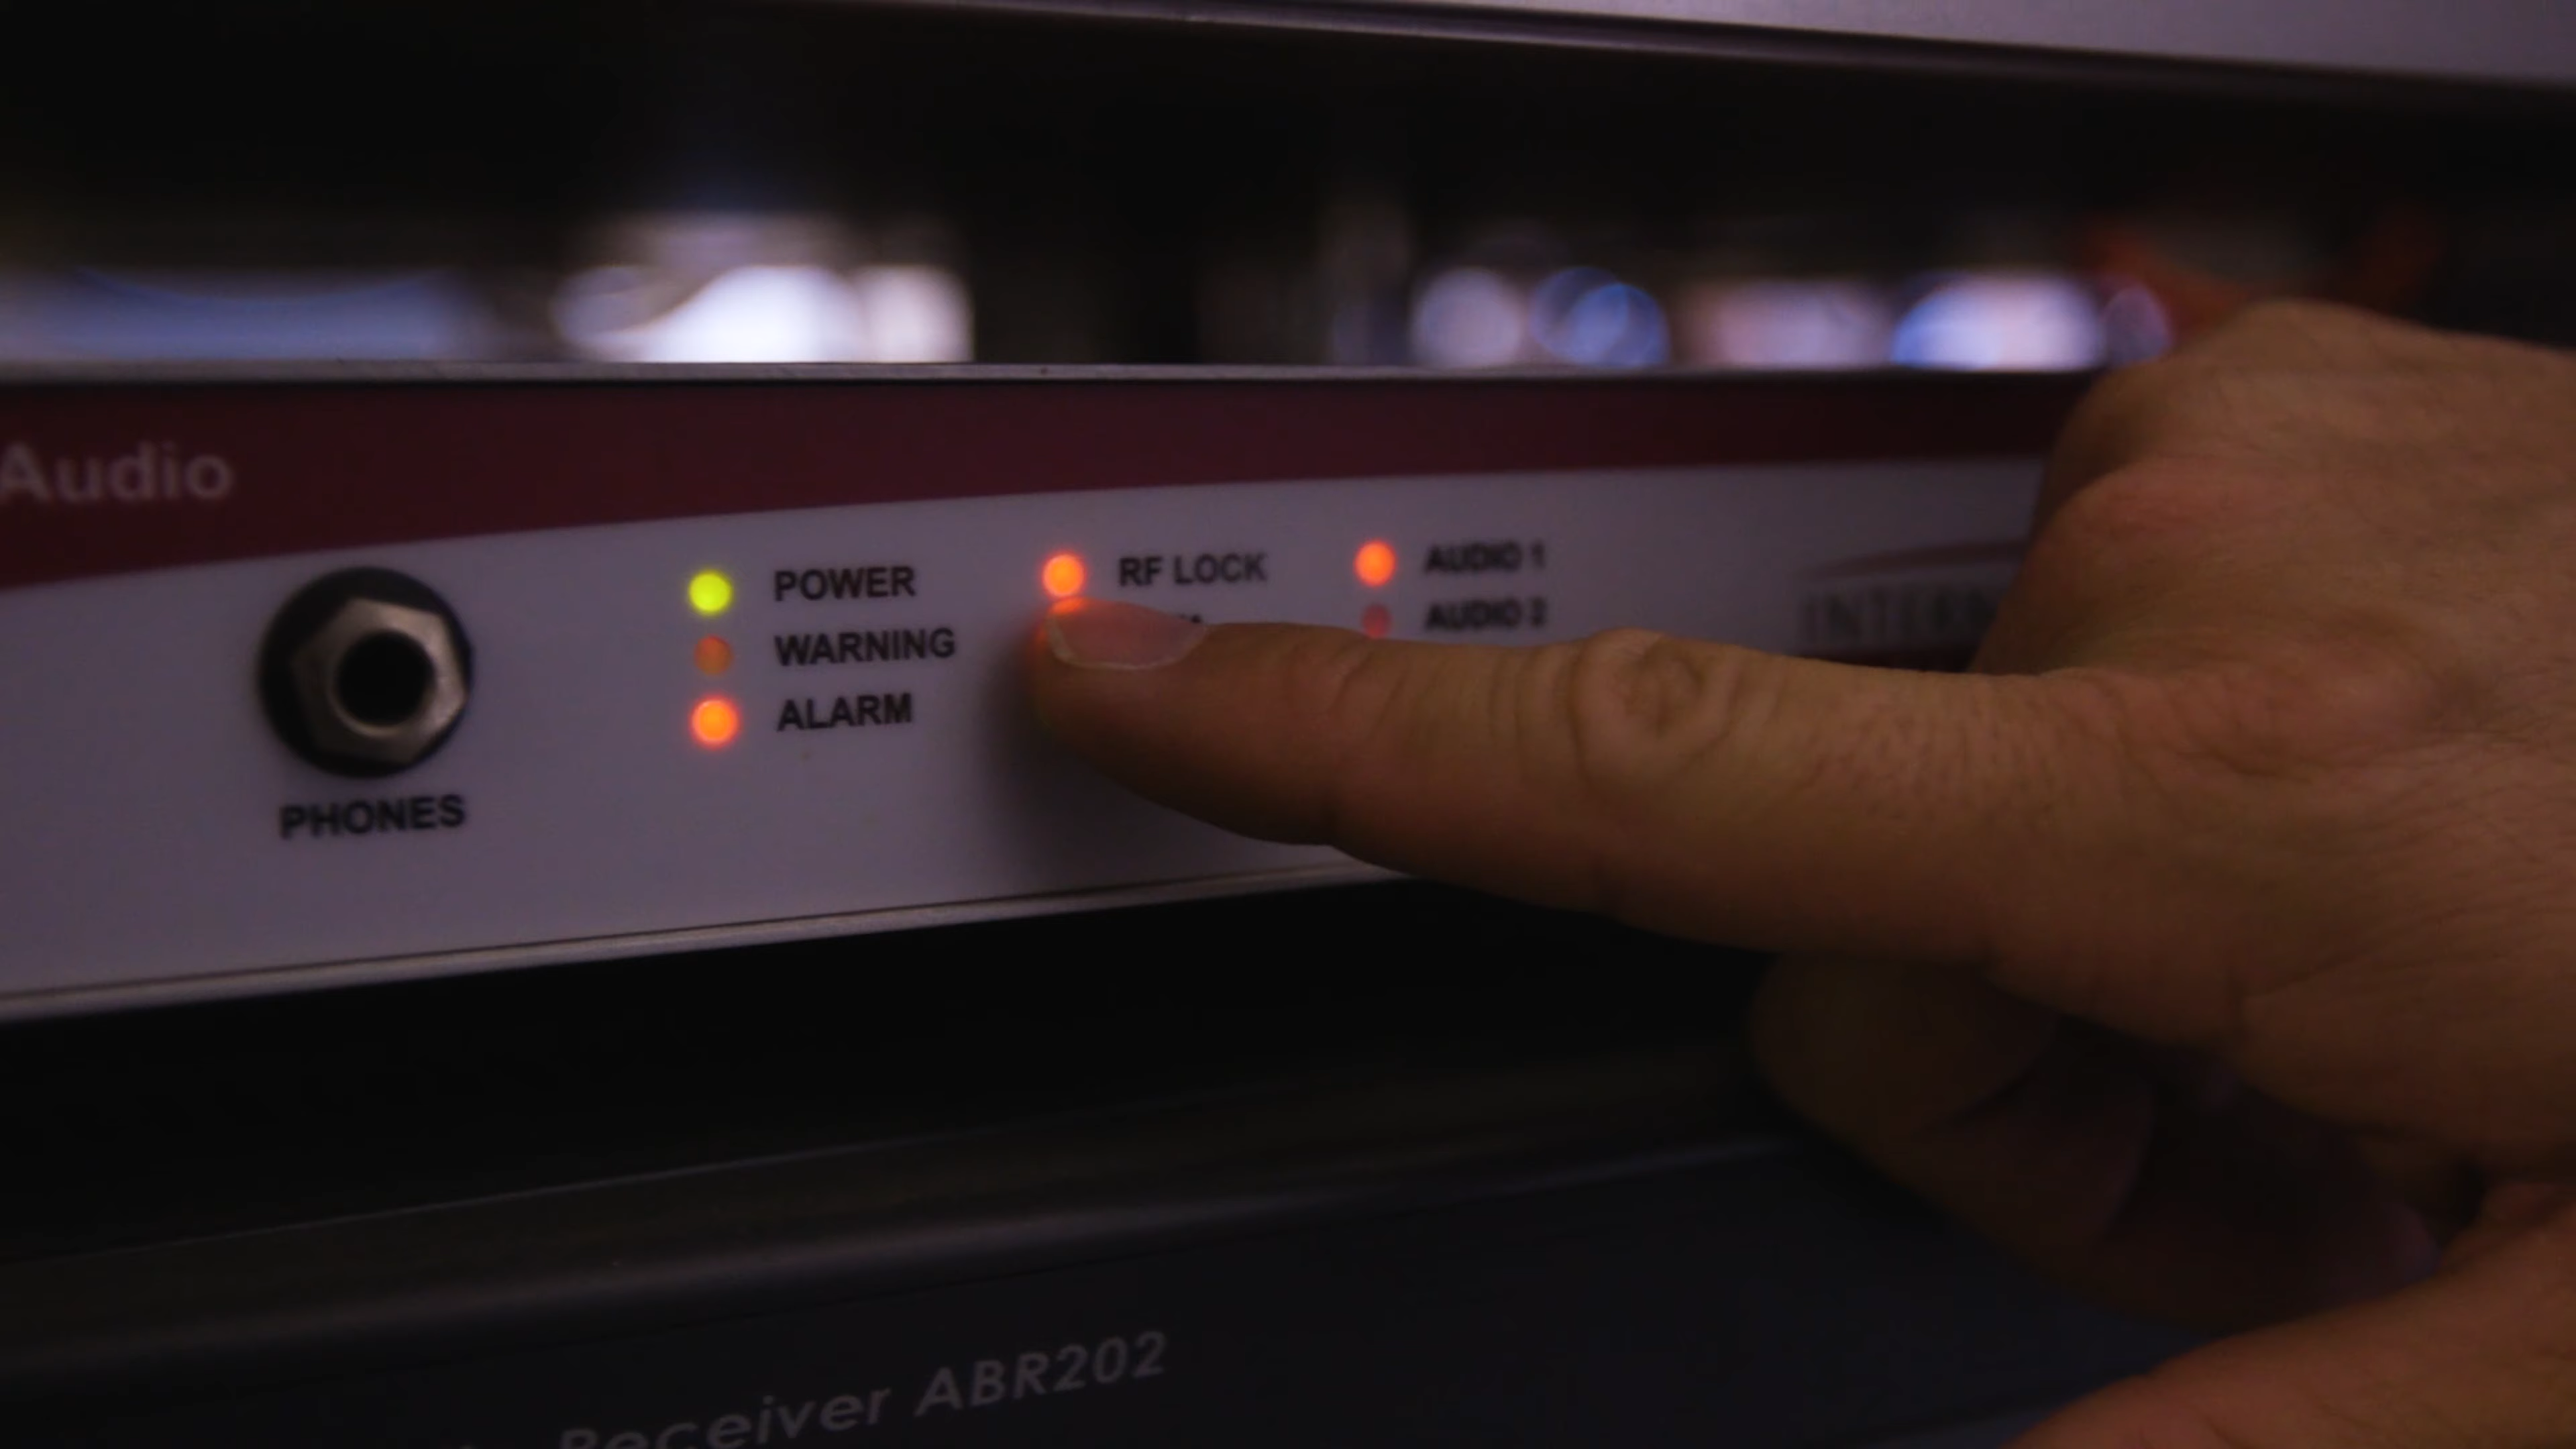 Audio
POWER
WARNING
ALARM
RF LOCK
AUDIO 1
AUDIO 2
PHONES
Receiver ABR202